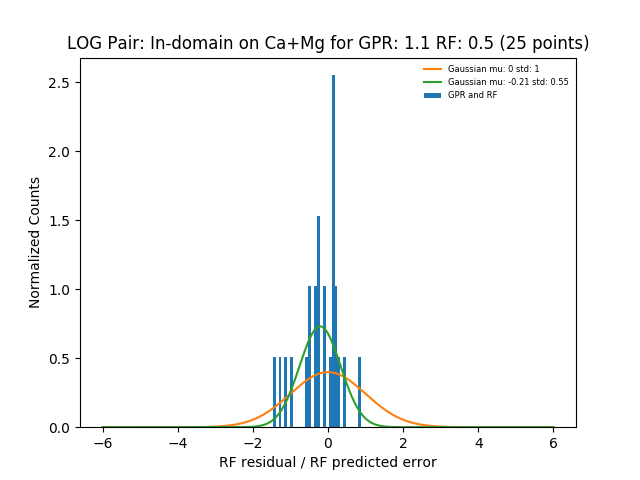 LOG Pair: In-domain on Ca+Mg for GPR: 1.1 RF: 0.5 (25 points)
Gaussian mu: 0 std: 1
Gaussian mu: -0.21 std: 0.55
GPR and RF
Normalized Counts
2.5
2.0
1.5
1.0
0.5
0.0
−6 −4 −2 0 2 4 6
RF residual / RF predicted error